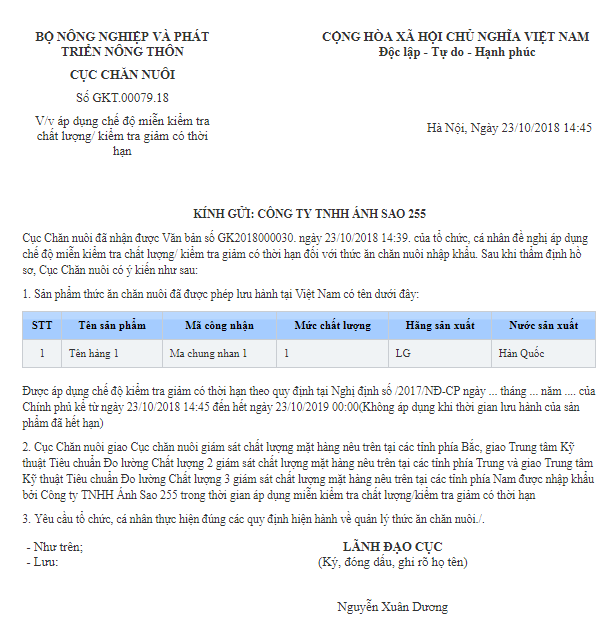 BỘ NÔNG NGHIỆP VÀ PHÁT
TRIỂN NÔNG THÔN
CỤC CHĂN NUÔI
Số GKT.00079.18
V/v áp dụng chế độ miễn kiểm tra
chất lượng/ kiểm tra giảm có thời
hạn
CỘNG HÒA XÃ HỘI CHỦ NGHĨA VIỆT NAM
Độc lập - Tự do - Hạnh phúc
Hà Nội, Ngày 23/10/2018 14:45
KÍNH GỬI: CÔNG TY TNHH ÁNH SAO 255
Cục Chăn nuôi đã nhận được Văn bản số GK2018000030. ngày 23/10/2018 14:39. của tổ chức, cá nhân đề nghị áp dụng
chế độ miễn kiểm tra chất lượng/ kiểm tra giảm có thời hạn đối với thức ăn chăn nuôi nhập khẩu. Sau khi thẩm định hồ
sơ, Cục Chăn nuôi có ý kiến như sau:
1. Sản phẩm thức ăn chăn nuôi đã được phép lưu hành tại Việt Nam có tên dưới đây:
STT Tên sản phẩm Mã công nhận Mức chất lượng Hãng sản xuất Nước sản xuất
1 Tên hàng 1 Ma chung nhan 1 1 LG Hàn Quốc
Được áp dụng chế độ kiểm tra giảm có thời hạn theo quy định tại Nghị định số /2017/NĐ-CP ngày ... tháng ... năm .... của
Chính phủ kể từ ngày 23/10/2018 14:45 đến hết ngày 23/10/2019 00:00(Không áp dụng khi thời gian lưu hành của sản
phẩm đã hết hạn)
2. Cục Chăn nuôi giao Cục chăn nuôi giám sát chất lượng mặt hàng nêu trên tại các tỉnh phía Bắc, giao Trung tâm Kỹ
thuật Tiêu chuẩn Đo lường Chất lượng 2 giám sát chất lượng mặt hàng nêu trên tại các tỉnh phía Trung và giao Trung tâm
Kỹ thuật Tiêu chuẩn Đo lường Chất lượng 3 giám sát chất lượng mặt hàng nêu trên tại các tỉnh phía Nam được nhập khẩu
bởi Công ty TNHH Ánh Sao 255 trong thời gian áp dụng miễn kiểm tra chất lượng/kiểm tra giảm có thời hạn
3. Yêu cầu tổ chức, cá nhân thực hiện đúng các quy định hiện hành về quản lý thức ăn chăn nuôi./.
- Như trên;
- Lưu:
LÃNH ĐẠO CỤC
(Ký, đóng dấu, ghi rõ họ tên)
Nguyễn Xuân Dương